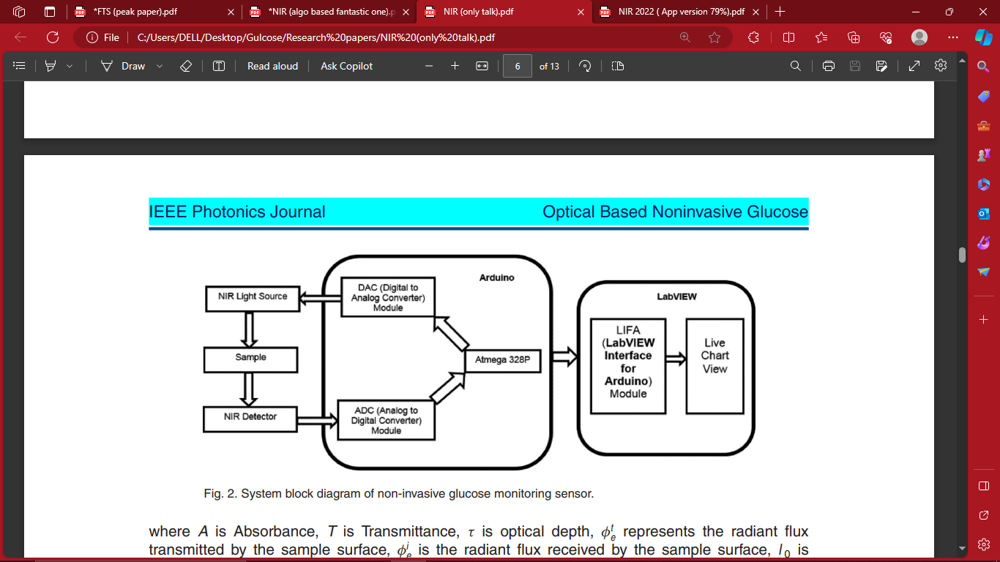 *FTS (peak paper).pdf
*NIR (algo based fantastic one).p
NIR (only talk).pdf
NIR 2022 ( App version 79%).pdf
File
C:/Users/DELL/Desktop/Gulcose/Research%20papers/NIR%20(only%20talk).pdf
Draw
Read aloud
Ask Copilot
6
of 13
IEEE Photonics Journal
Optical Based Noninvasive Glucose
Arduino
DAC (Digital to
Analog Converter)
Module
NIR Light Source
LabVIEW
LIFA
(LabVIEW
Interface
for
Arduino)
Module
Live
Chart
View
Sample
Atmega 328P
ADC (Analog to
Digital Converter)
Module
NIR Detector
Fig. 2. System block diagram of non-invasive glucose monitoring sensor.
where A is Absorbance, T is Transmittance, τ is optical depth, ϕₑᵗ represents the radiant flux
transmitted by the sample surface, ϕₑⁱ is the radiant flux received by the sample surface, I₀ is